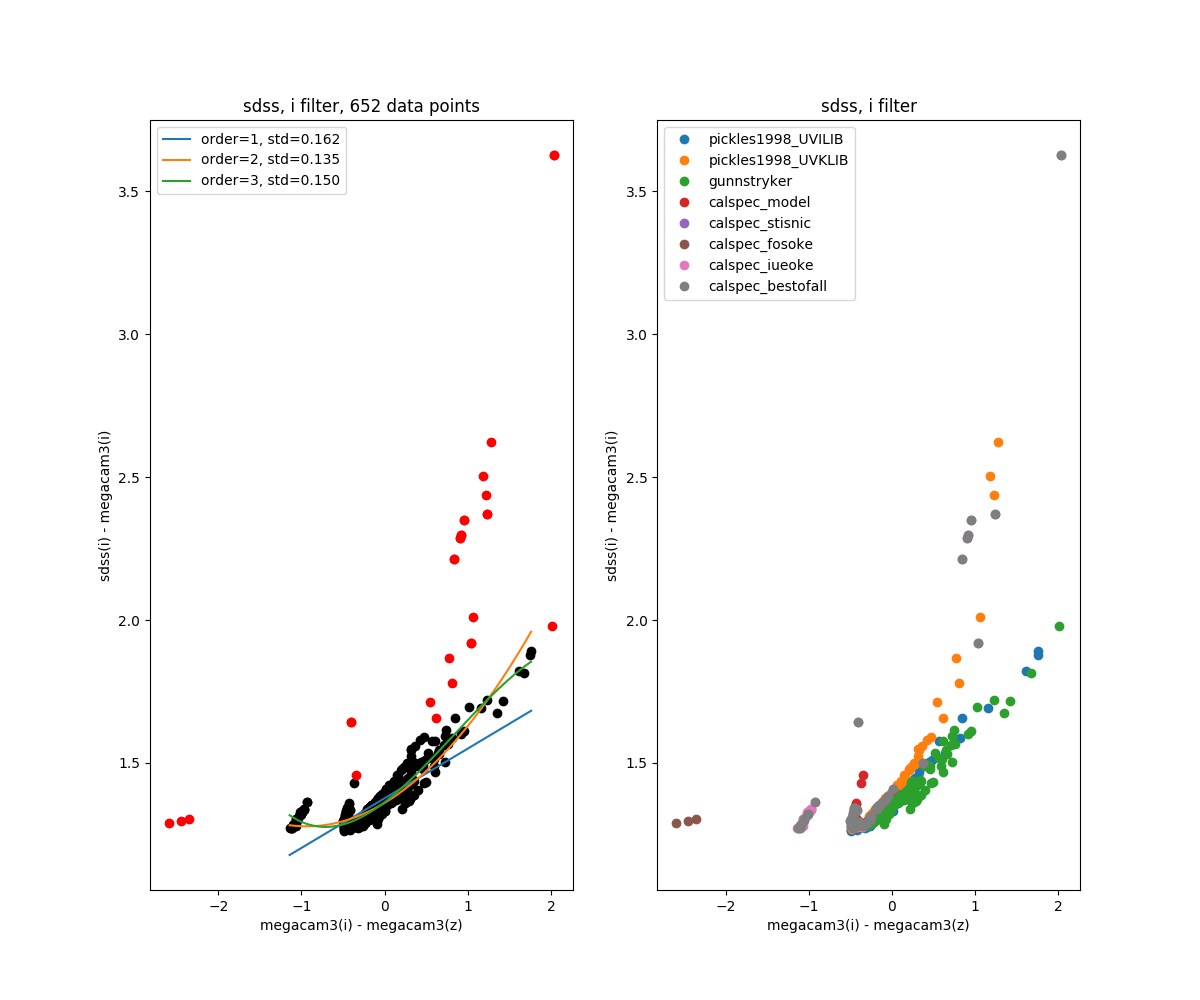 sdss, i filter, 652 data points
order=1, std=0.162
order=2, std=0.135
order=3, std=0.150
3.5
3.0
2.5
2.0
1.5
sdss(i) - megacam3(i)
−2
−1
0
1
2
megacam3(i) - megacam3(z)
sdss, i filter
pickles1998_UVILIB
pickles1998_UVKLIB
gunnstryker
calspec_model
calspec_stisnic
calspec_fosoke
calspec_iueoke
calspec_bestofall
3.5
3.0
2.5
2.0
1.5
sdss(i) - megacam3(i)
−2
−1
0
1
2
megacam3(i) - megacam3(z)